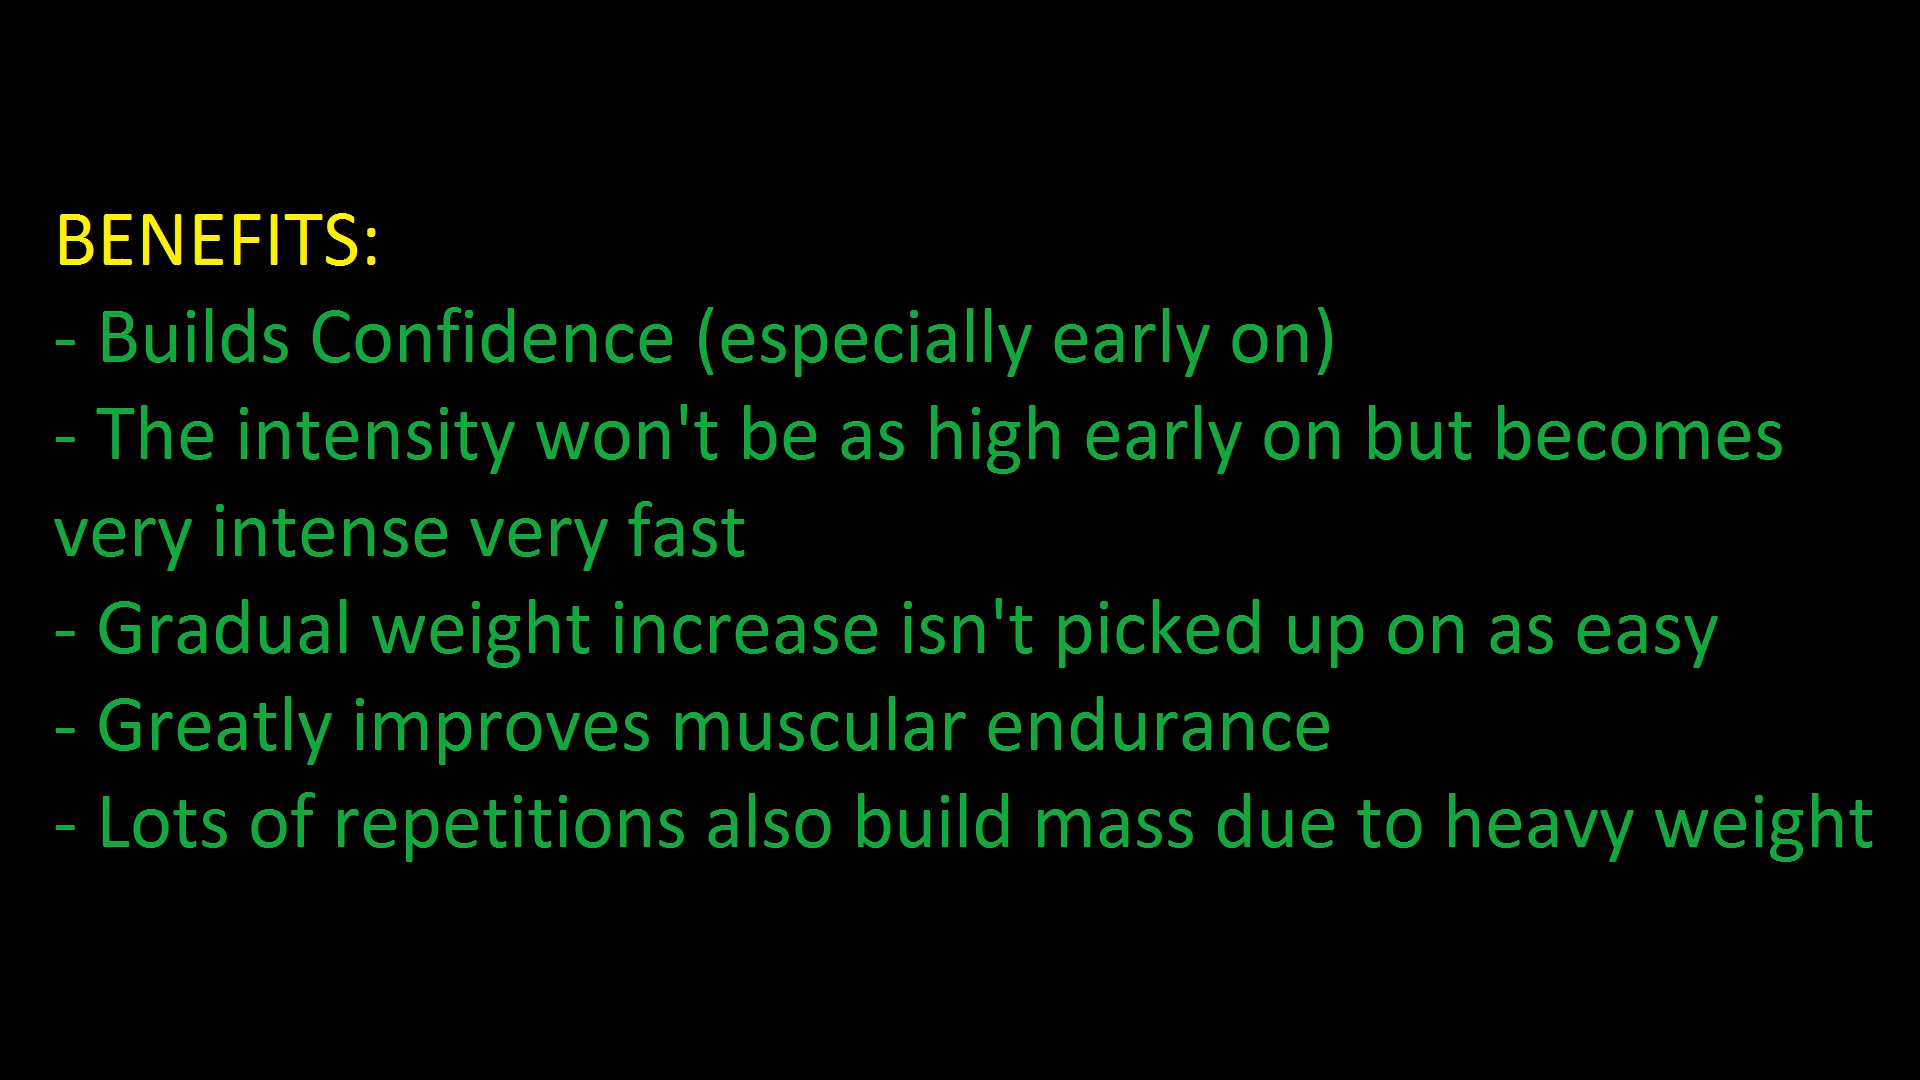 BENEFITS:
- Builds Confidence (especially early on)
- The intensity won't be as high early on but becomes
very intense very fast
- Gradual weight increase isn't picked up on as easy
- Greatly improves muscular endurance
- Lots of repetitions also build mass due to heavy weight